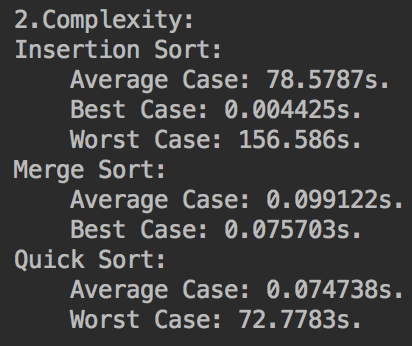 2.Complexity:
Insertion Sort:
    Average Case: 78.5787s.
    Best Case: 0.004425s.
    Worst Case: 156.586s.
Merge Sort:
    Average Case: 0.099122s.
    Best Case: 0.075703s.
Quick Sort:
    Average Case: 0.074738s.
    Worst Case: 72.7783s.